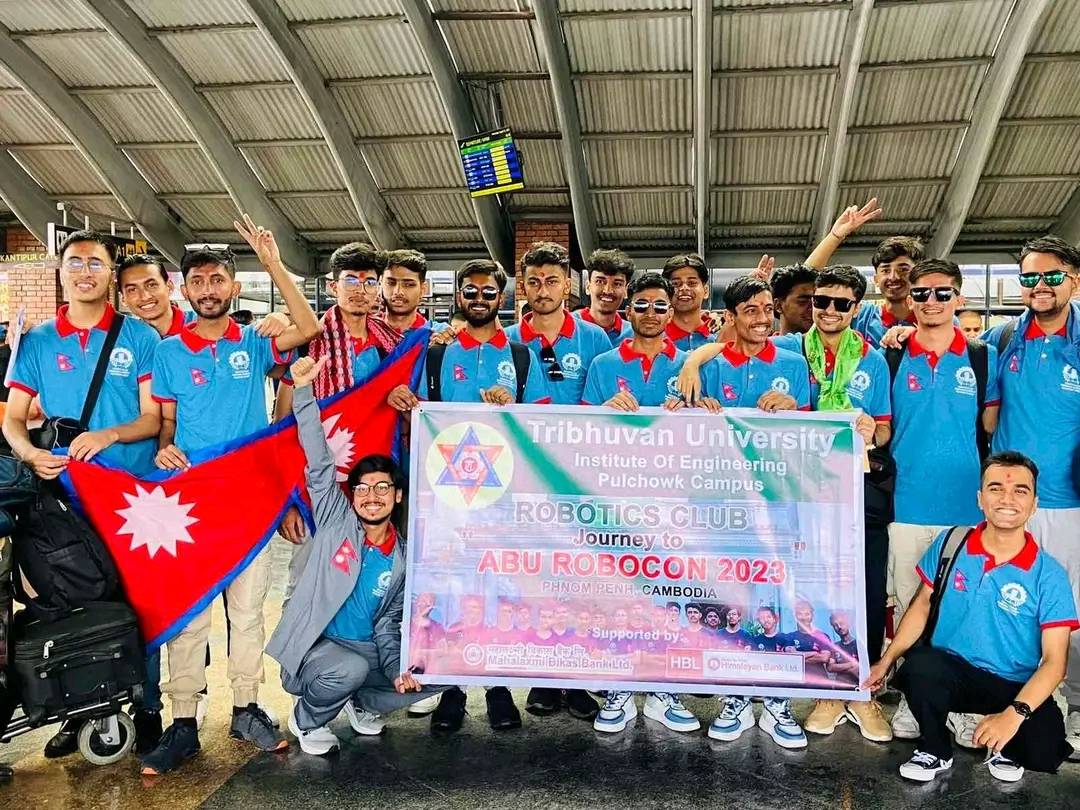 KANTIPUR CA
Tribhuvan University
Institute Of Engineering
Pulchowk Campus
ROBOTICS CLUB
Journey to
ABU ROBOCON 2023
PHNOM PENH, CAMBODIA
Supported by:
Mahalaxmi Bikas Bank Ltd.
HBL
Himalayan Bank Ltd.